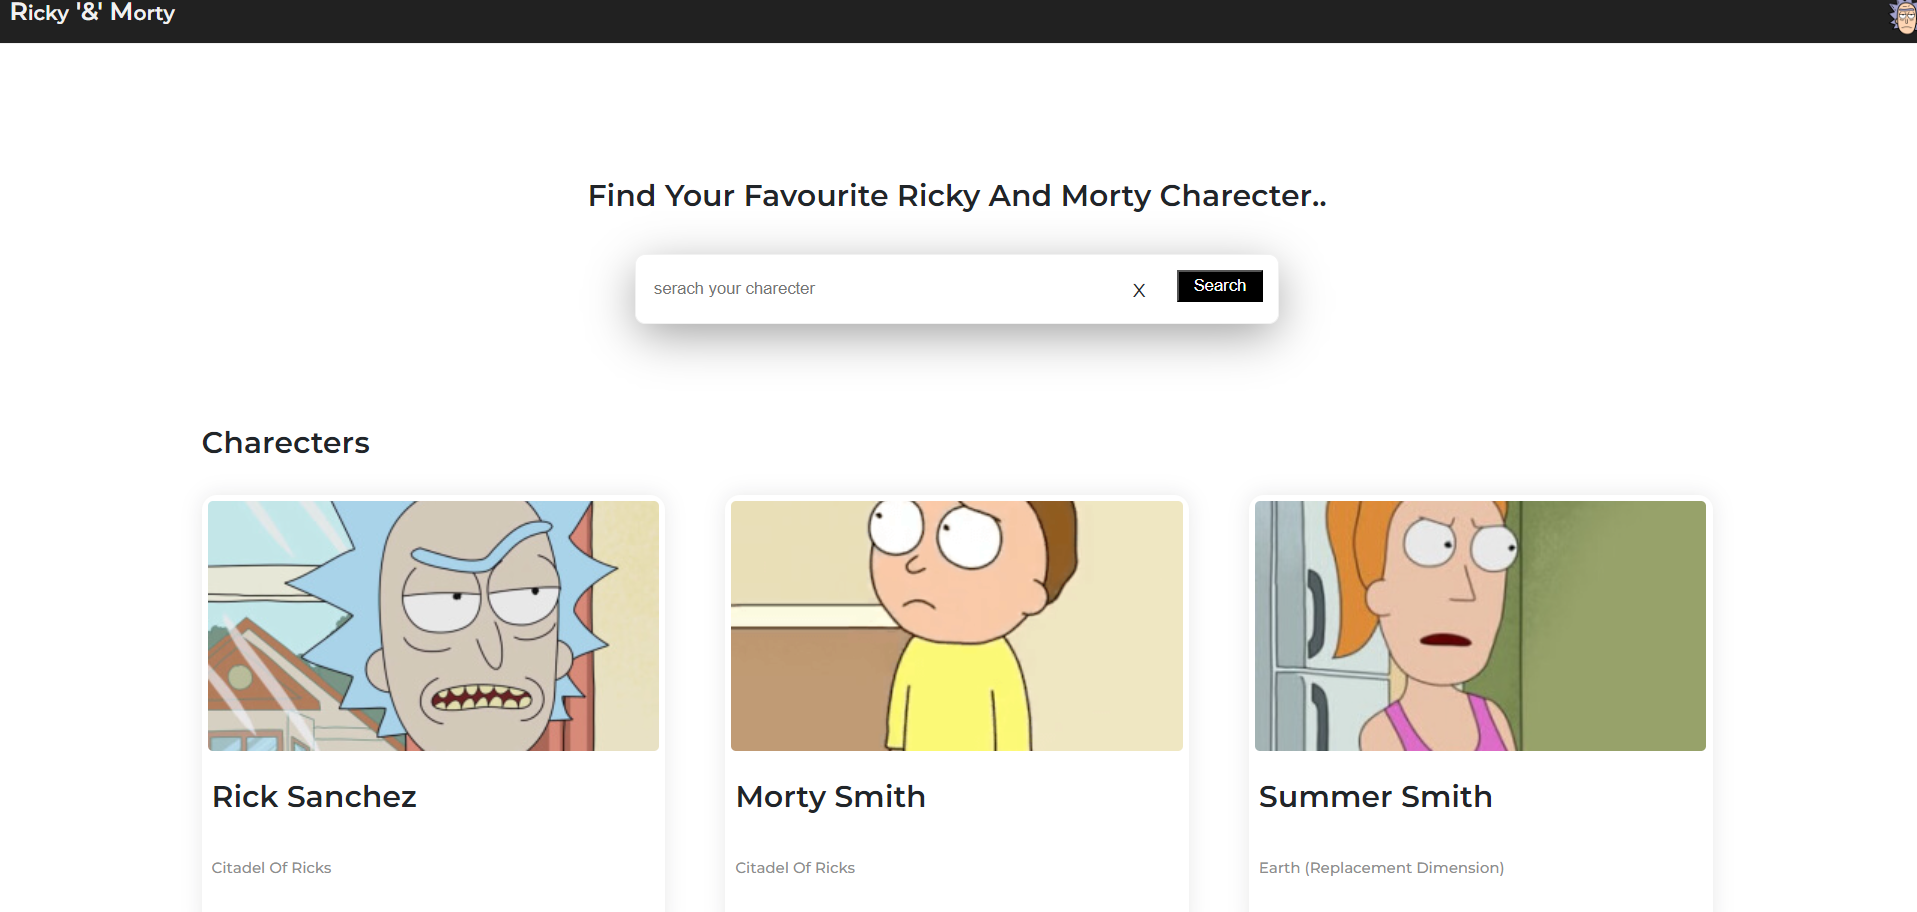 Ricky '&' Morty
Find Your Favourite Ricky And Morty Charecter..
serach your charecter
X
Search
Charecters
Rick Sanchez
Morty Smith
Summer Smith
Citadel Of Ricks
Citadel Of Ricks
Earth (Replacement Dimension)